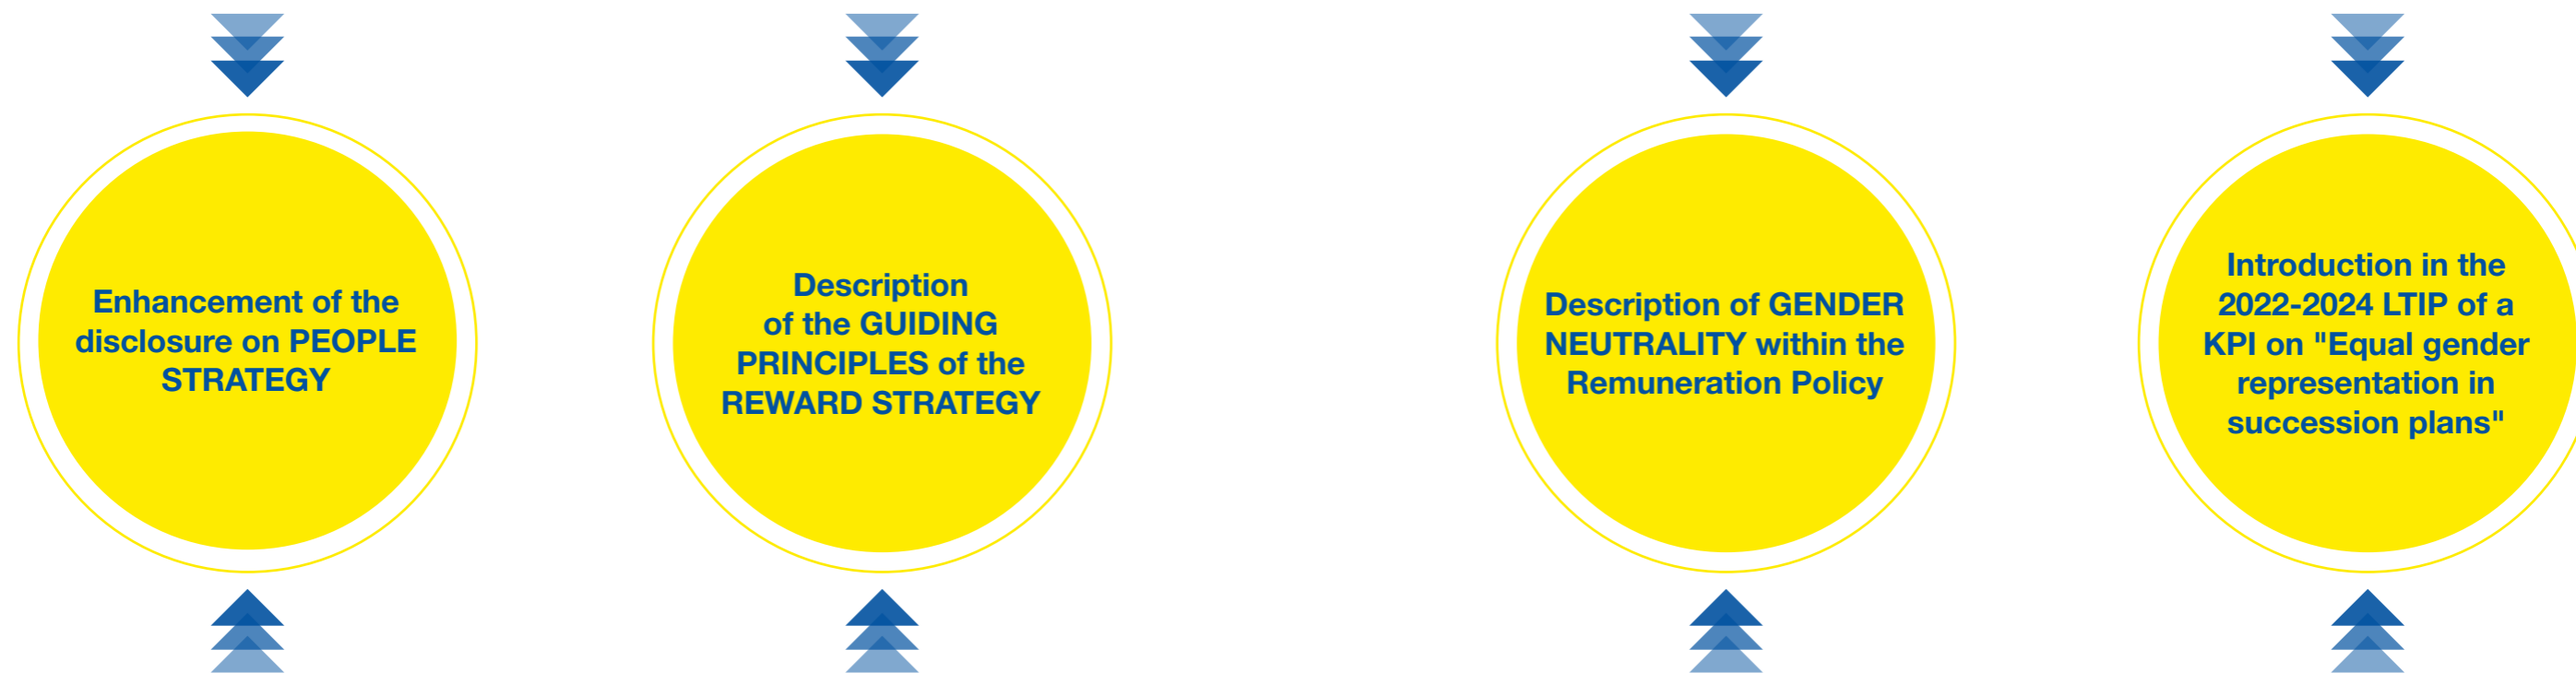 Enhancement of the
disclosure on PEOPLE
STRATEGY
Description
of the GUIDING
PRINCIPLES of the
REWARD STRATEGY
Description of GENDER
NEUTRALITY within the
Remuneration Policy
Introduction in the
2022-2024 LTIP of a
KPI on "Equal gender
representation in
succession plans"